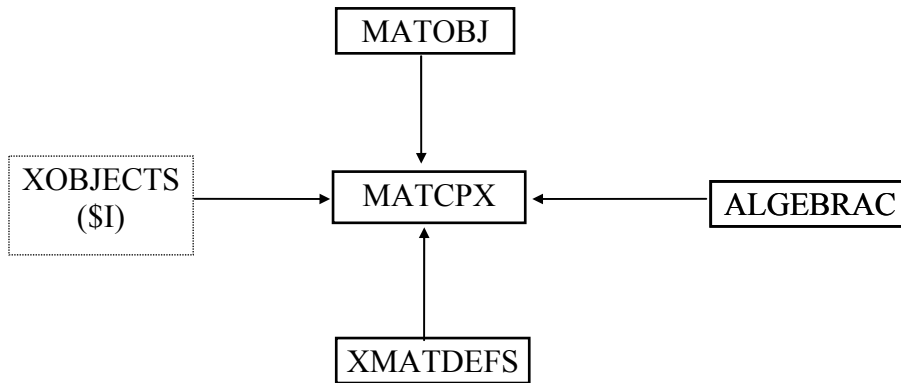 MATOBJ
XOBJECTS
($I)
MATCPX
ALGEBRAC
XMATDEFS